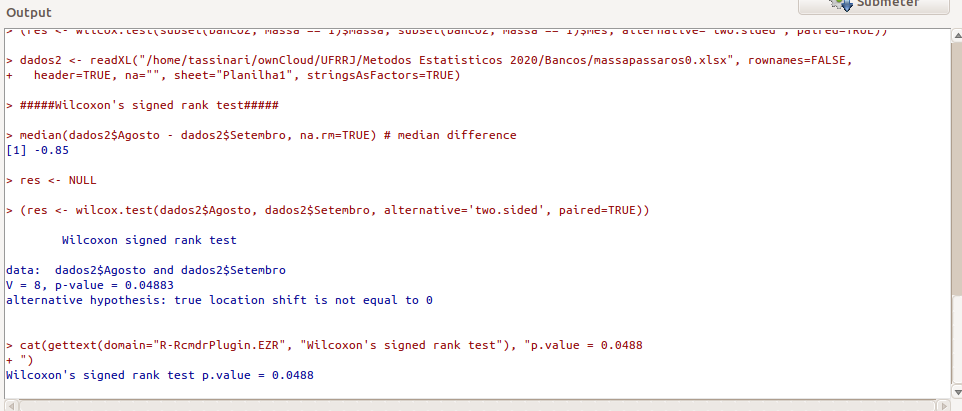 Submeter
Output
> (res <- wilcox.test(subset(Banco2, Massa == 1)$Massa, subset(Banco2, Massa == 1)$Mes, alternative='two.sided', paired=TRUE))
> dados2 <- readXL("/home/tassinari/ownCloud/UFRRJ/Metodos Estatisticos 2020/Bancos/massapassaros0.xlsx", rownames=FALSE,
+   header=TRUE, na="", sheet="Planilha1", stringsAsFactors=TRUE)
> #####Wilcoxon's signed rank test#####
> median(dados2$Agosto - dados2$Setembro, na.rm=TRUE) # median difference
[1] -0.85
> res <- NULL
> (res <- wilcox.test(dados2$Agosto, dados2$Setembro, alternative='two.sided', paired=TRUE))
Wilcoxon signed rank test
data:  dados2$Agosto and dados2$Setembro
V = 8, p-value = 0.04883
alternative hypothesis: true location shift is not equal to 0
> cat(gettext(domain="R-RcmdrPlugin.EZR", "Wilcoxon's signed rank test"), "p.value = 0.0488
+ ")
Wilcoxon's signed rank test p.value = 0.0488